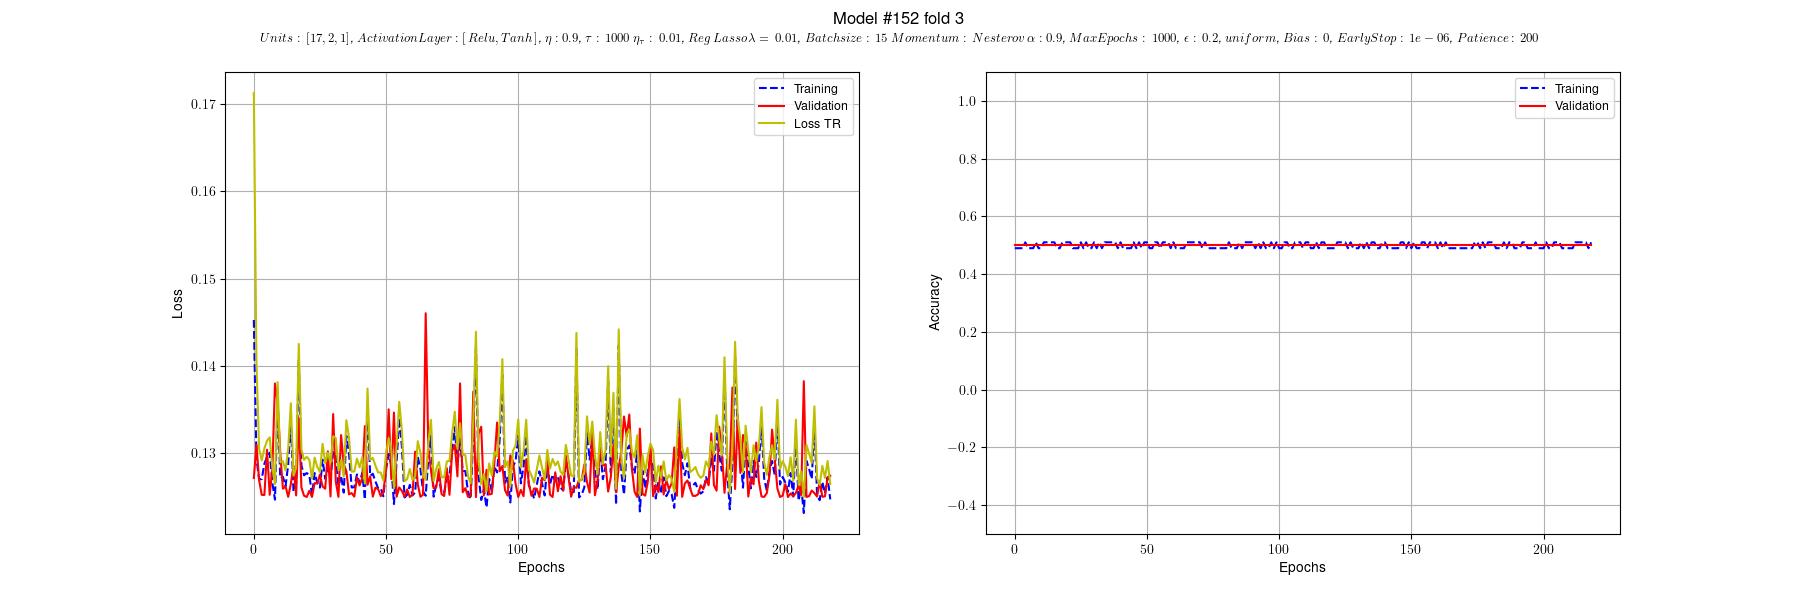 Model #152 fold 3
Units : [17, 2, 1], ActivationLayer : [ Relu, Tanh ], η : 0.9, τ : 1000 η_τ : 0.01, Reg Lasso λ = 0.01, Batchsize : 15 Momentum : Nesterov α : 0.9, MaxEpochs : 1000, ϵ : 0.2, uniform, Bias : 0, EarlyStop : 1e − 06, Patience : 200
Training
Validation
Loss TR
0.17
0.16
0.15
0.14
0.13
Loss
0
50
100
150
200
Epochs
Training
Validation
1.0
0.8
0.6
0.4
0.2
0.0
−0.2
−0.4
Accuracy
0
50
100
150
200
Epochs